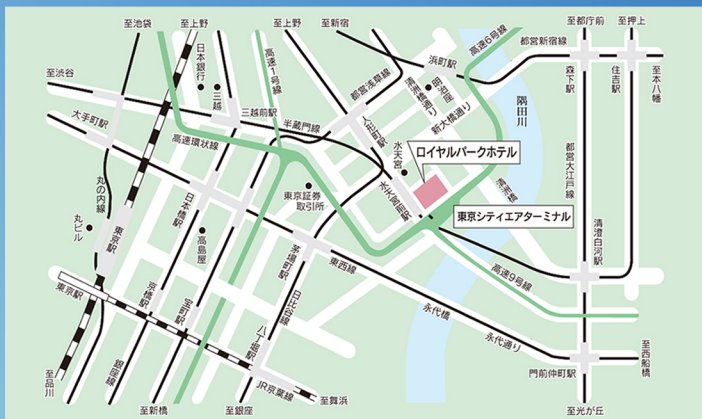 至池袋
至上野
至上野
至新宿
至都庁前
至押上
日本銀行
三越
高速1号線
都営浅草線
浜町駅
高速6号線
都営新宿線
森下駅
住吉駅
至本八幡
至渋谷
三越前駅
半蔵門線
人形町駅
清洲橋通り
明治座
新大橋通り
隅田川
大手町駅
高速環状線
水天宮
ロイヤルパークホテル
都営大江戸線
丸の内線
丸ビル
東京駅
日本橋駅
東京証券
取引所
水天宮前駅
清洲橋
東京シティエアターミナル
清澄白河駅
高島屋
茅場町駅
東西線
高速9号線
東京駅
京橋駅
宝町駅
日比谷線
永代橋
永代通り
八丁堀駅
至西船橋
門前仲町駅
至品川
銀座線
至新橋
至銀座
JR京葉線
至舞浜
至光が丘